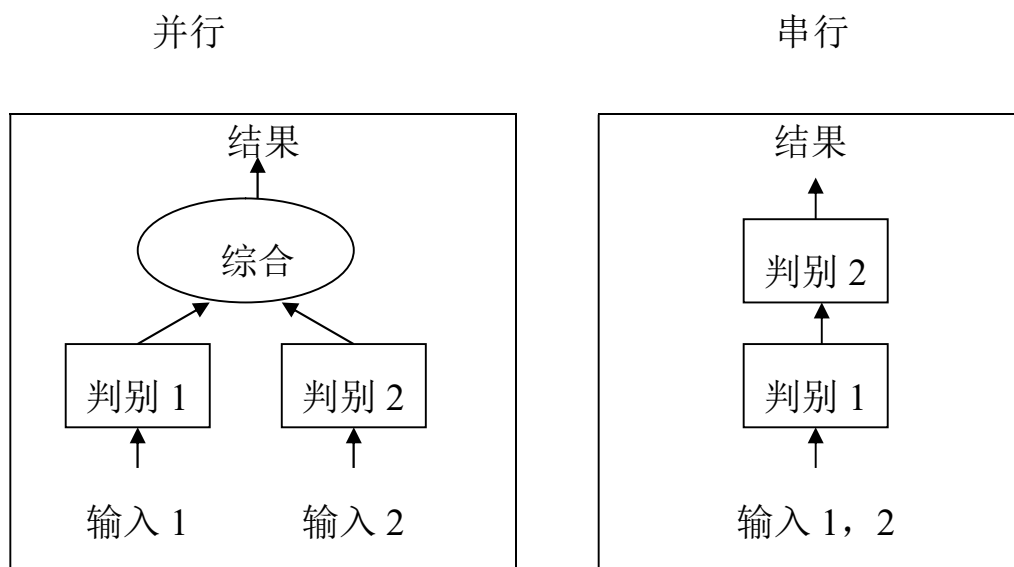 并行
串行
结果
综合
判别 1
判别 2
输入 1
输入 2
结果
判别 2
判别 1
输入 1，2